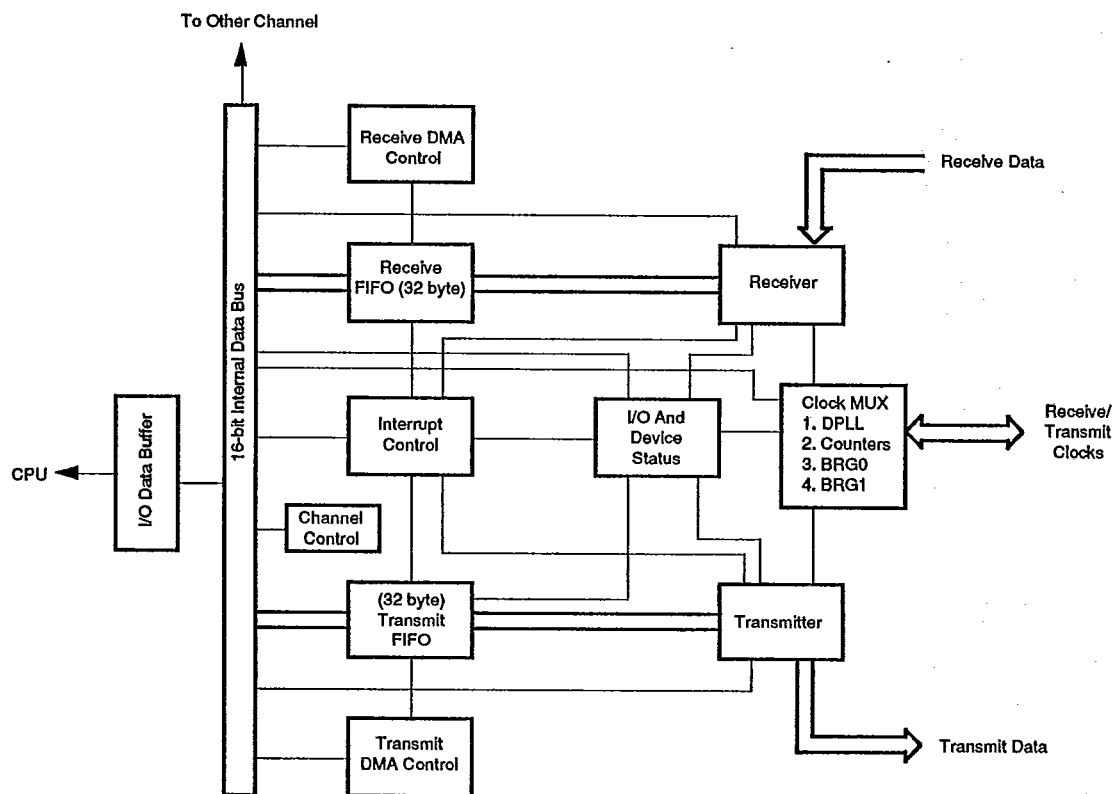 To Other Channel
Receive DMA
Control
Receive Data
Receive
FIFO (32 byte)
Receiver
16-bit Internal Data Bus
Interrupt
Control
I/O And
Device
Status
Clock MUX
1. DPLL
2. Counters
3. BRG0
4. BRG1
Receive/
Transmit
Clocks
CPU
I/O Data Buffer
Channel
Control
(32 byte)
Transmit
FIFO
Transmitter
Transmit
DMA Control
Transmit Data